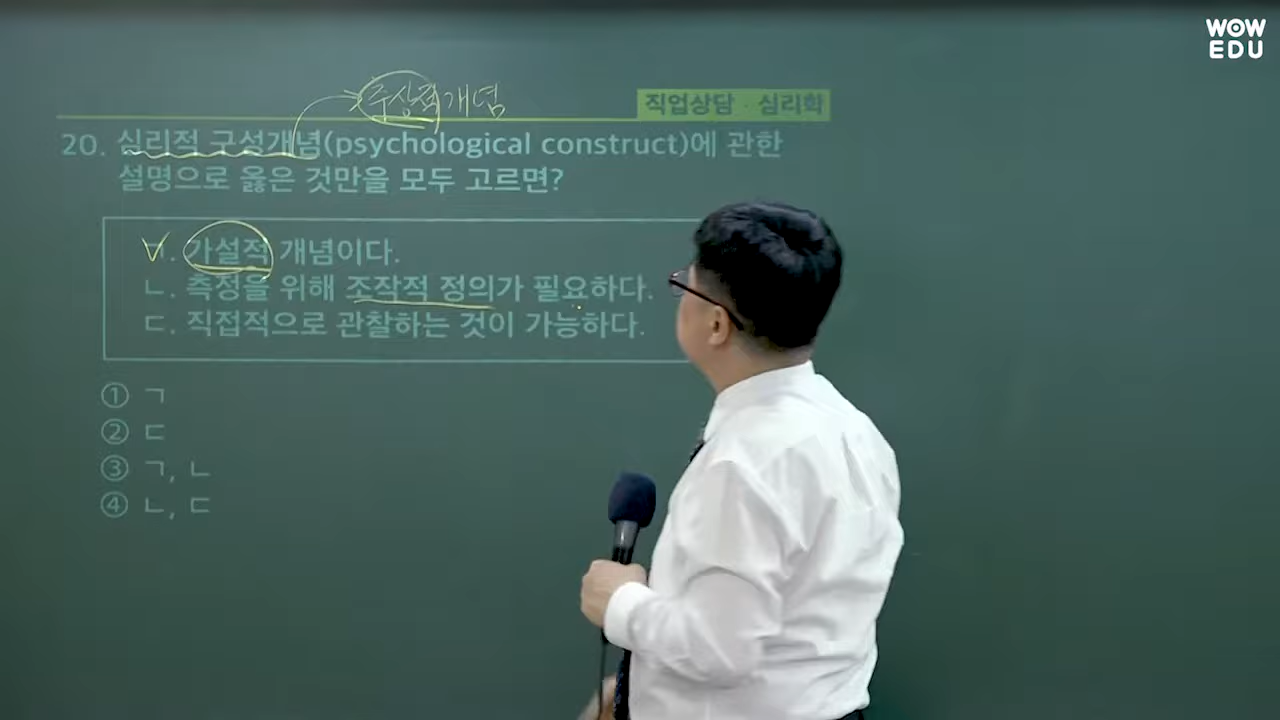 WOW
EDU
추상적 개념
직업상담 · 심리학
20. 심리적 구성개념(psychological construct)에 관한
설명으로 옳은 것만을 모두 고르면?
ㄱ. 가설적 개념이다.
ㄴ. 측정을 위해 조작적 정의가 필요하다.
ㄷ. 직접적으로 관찰하는 것이 가능하다.
① ㄱ
② ㄷ
③ ㄱ, ㄴ
④ ㄴ, ㄷ